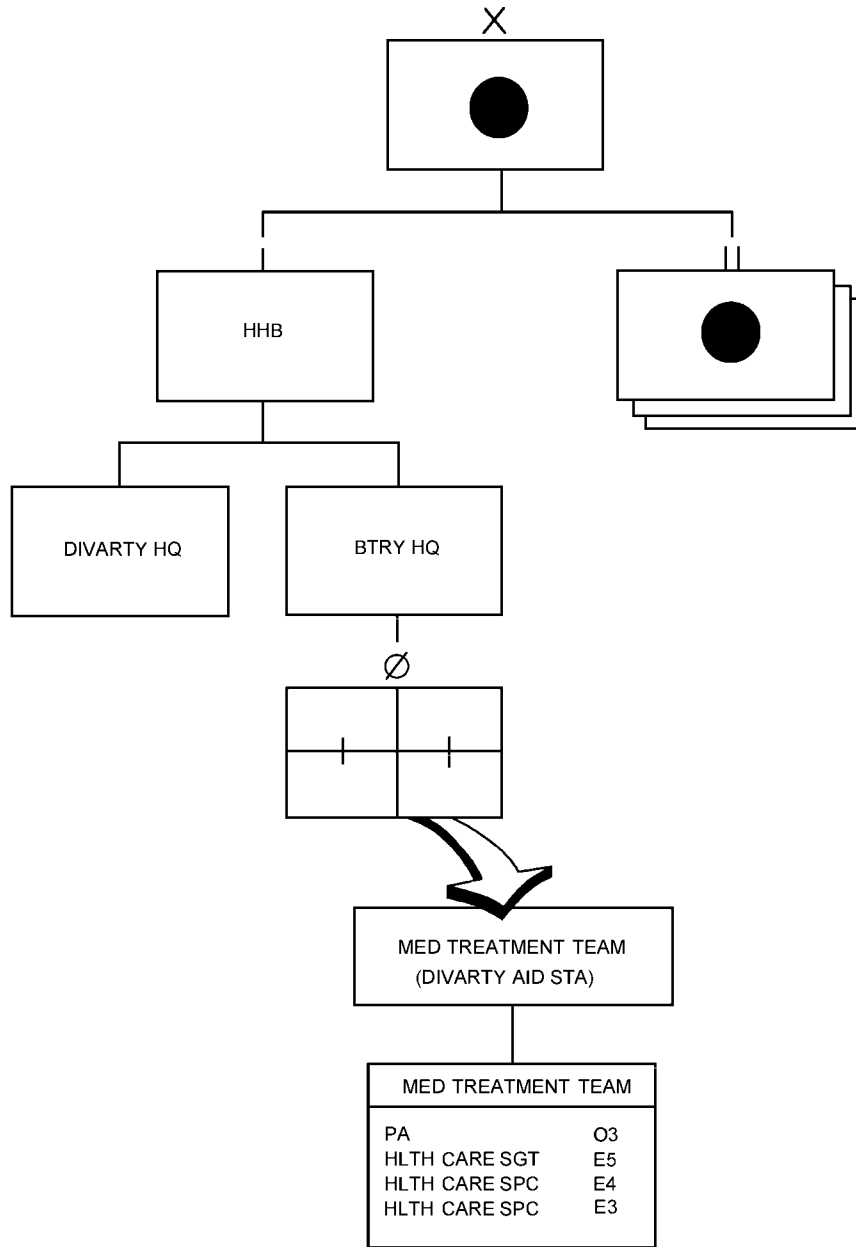 X
HHB
DIVARTY HQ
BTRY HQ
MED TREATMENT TEAM
(DIVARTY AID STA)
MED TREATMENT TEAM
PA O3
HLTH CARE SGT E5
HLTH CARE SPC E4
HLTH CARE SPC E3